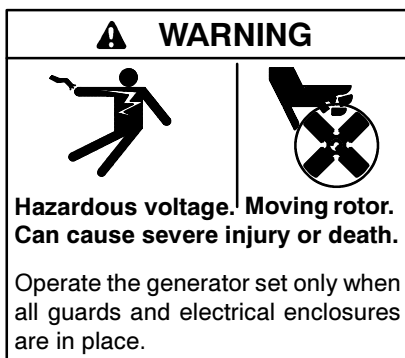 WARNING
Hazardous voltage. Moving rotor.
Can cause severe injury or death.
Operate the generator set only when
all guards and electrical enclosures
are in place.